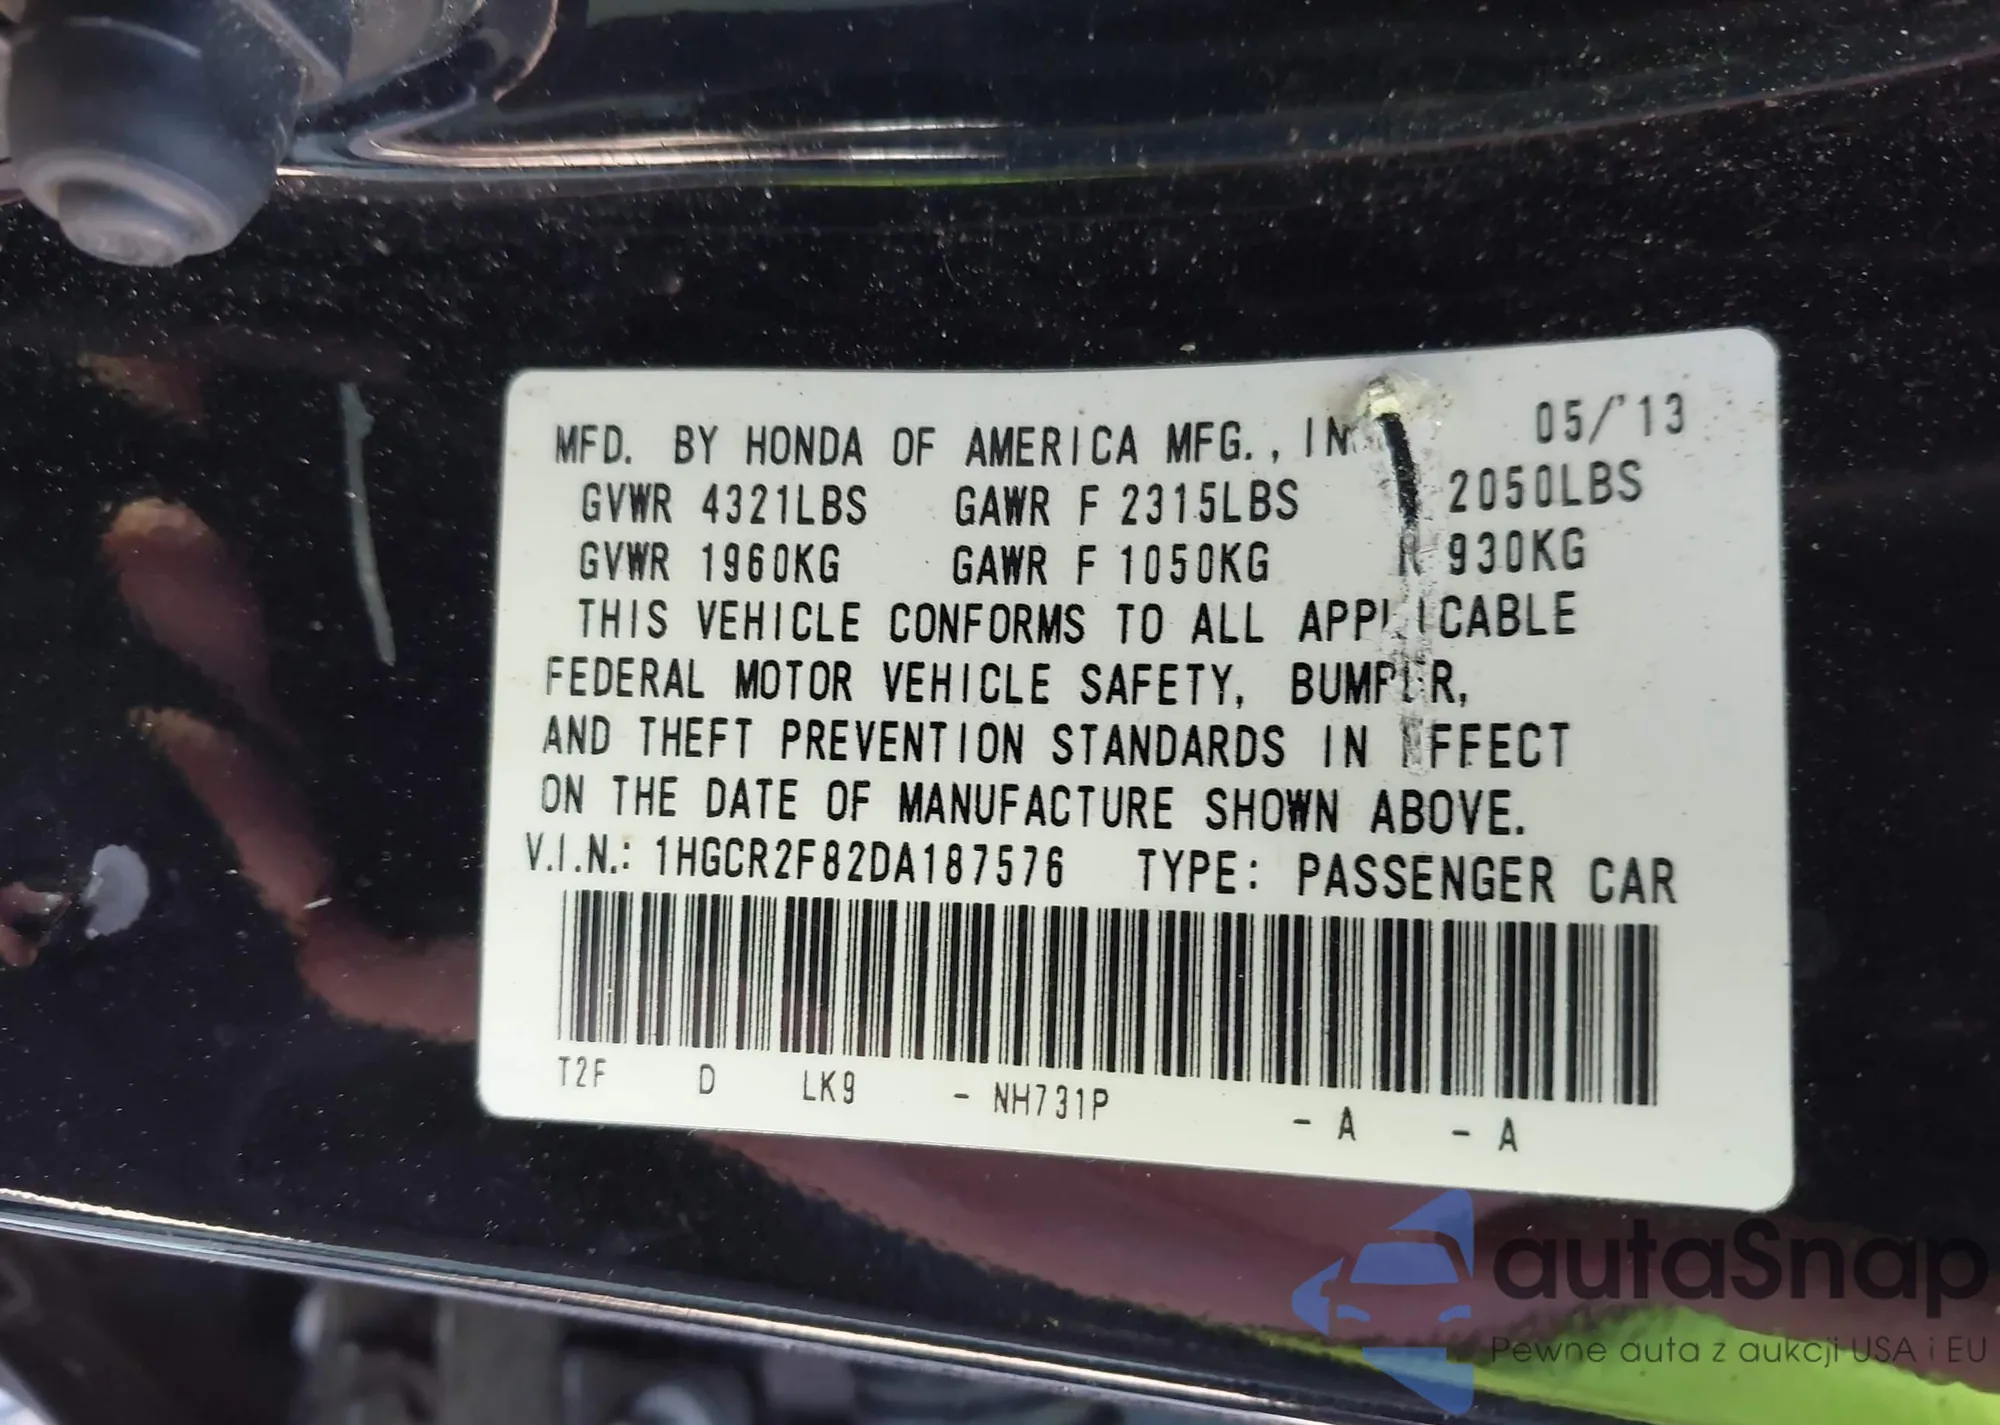 MFD. BY HONDA OF AMERICA MFG., IN 05/'13
GVWR 4321LBS GAWR F 2315LBS 2050LBS
GVWR 1960KG GAWR F 1050KG R 930KG
THIS VEHICLE CONFORMS TO ALL APPLICABLE
FEDERAL MOTOR VEHICLE SAFETY, BUMPER,
AND THEFT PREVENTION STANDARDS IN EFFECT
ON THE DATE OF MANUFACTURE SHOWN ABOVE.
V.I.N.: 1HGCR2F82DA187576 TYPE: PASSENGER CAR
T2F D LK9 - NH731P - A - A
autaSnap
Pewne auta z aukcji USA i EU